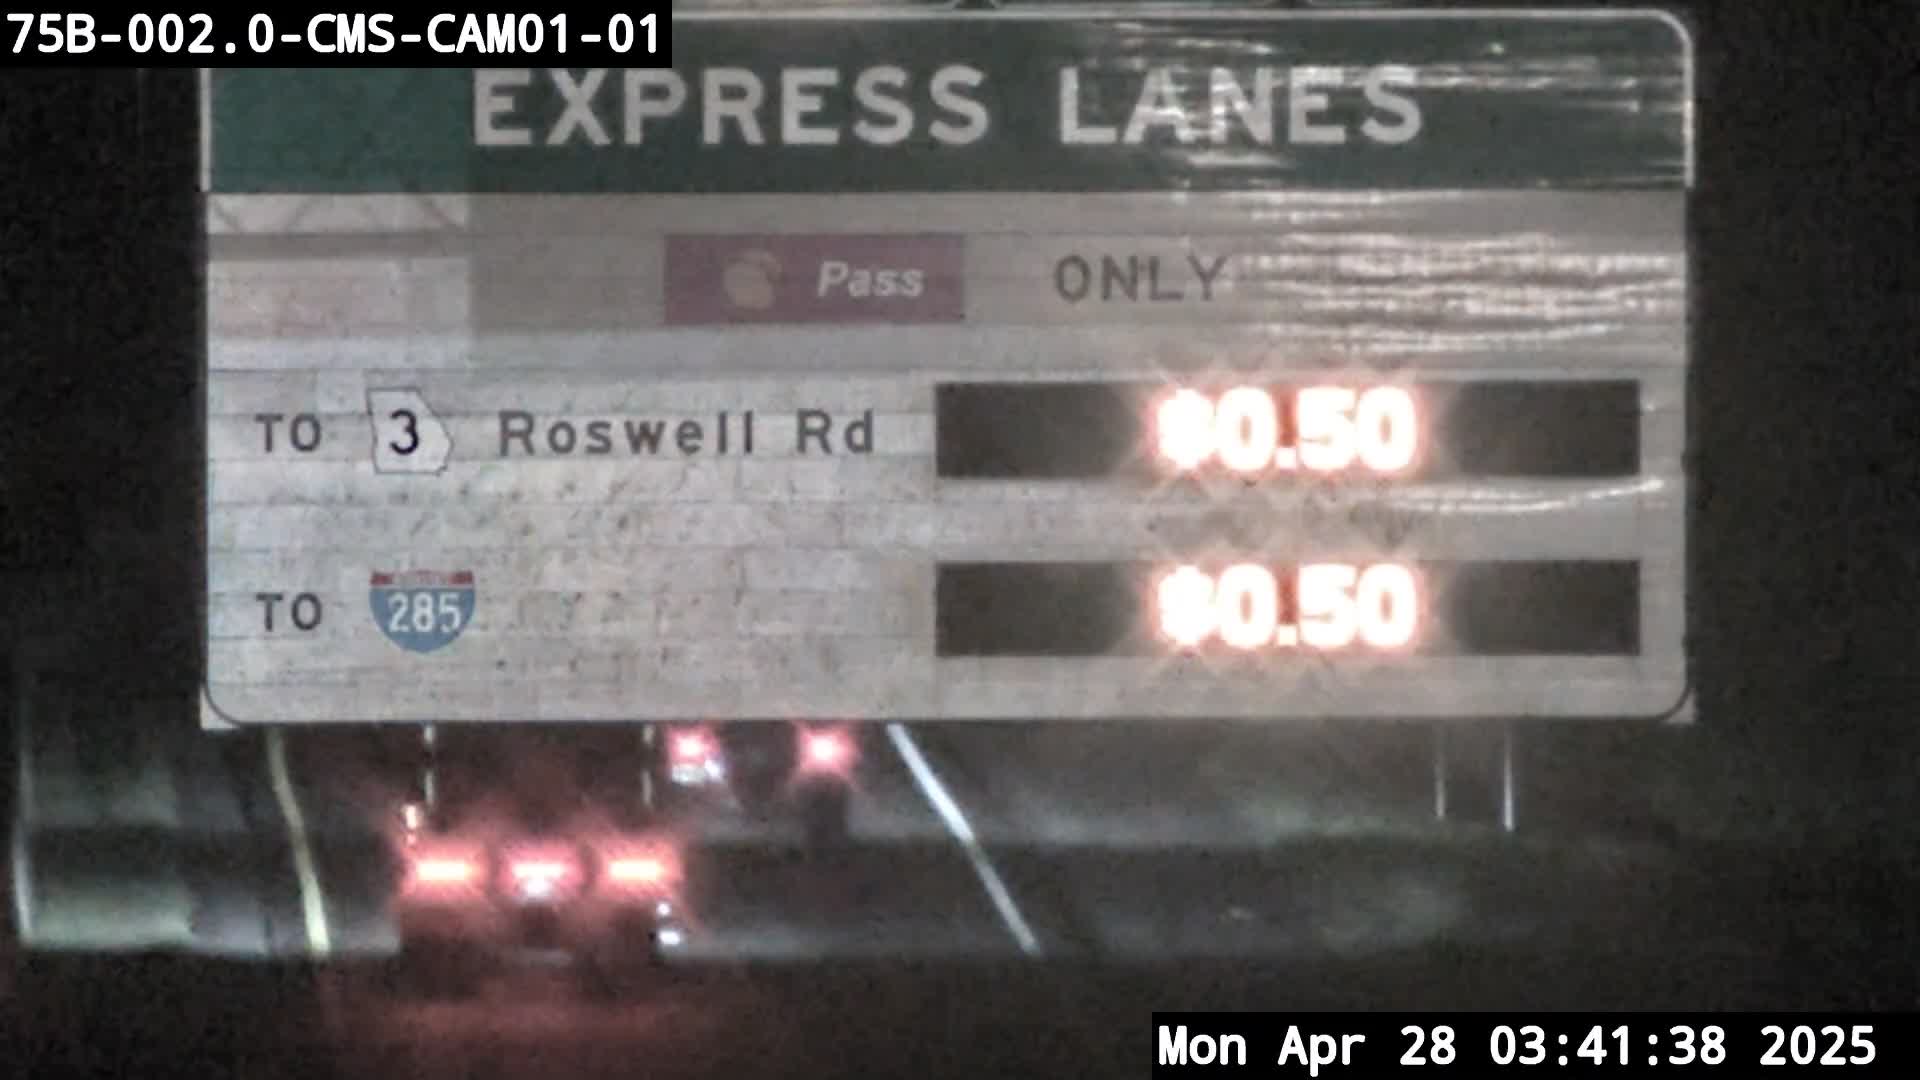 75B-002.0-CMS-CAM01-01
EXPRESS LANES
Pass ONLY
TO 3 Roswell Rd $0.50
TO 285 $0.50
Mon Apr 28 03:41:38 2025